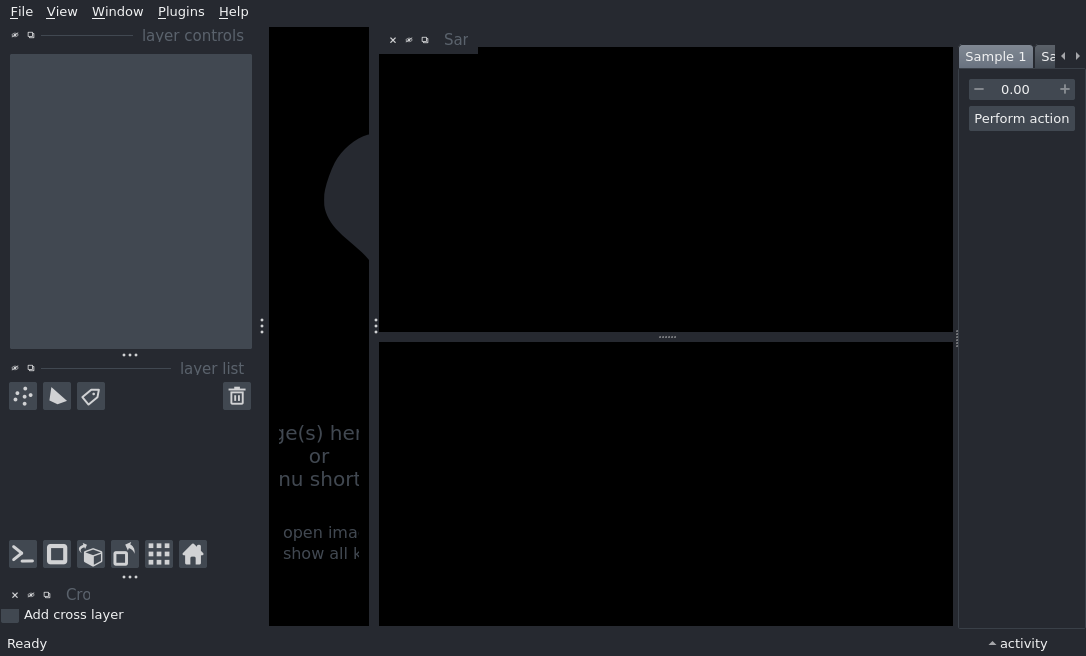 File View Window Plugins Help
layer controls
layer list
Add cross layer
Ready
ge(s) her
or
nu short
open ima
show all k
Sar
Sample 1 Sa
0.00
Perform action
Cro
activity